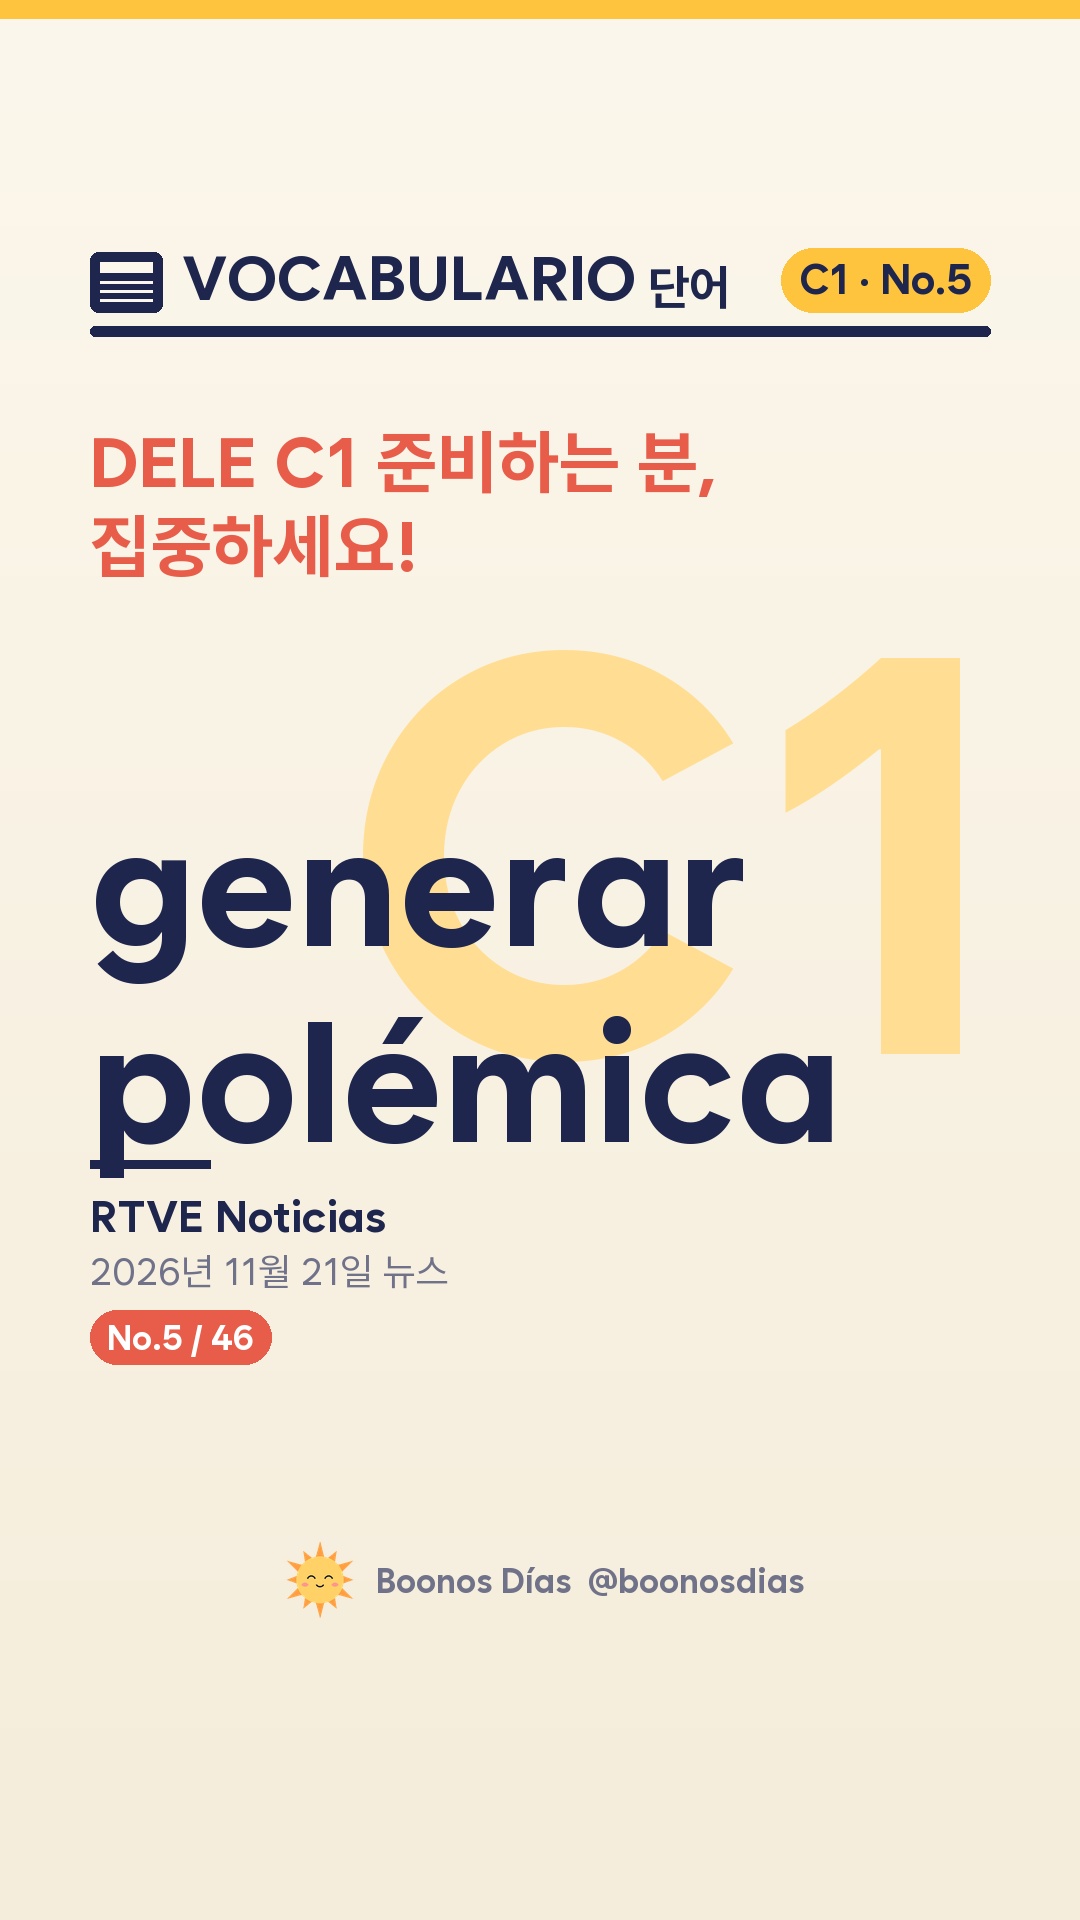 VOCABULARIO 단어
C1 · No.5
DELE C1 준비하는 분,
집중하세요!
C1
generar
polémica
RTVE Noticias
2026년 11월 21일 뉴스
No.5 / 46
Boonos Días @boonosdias